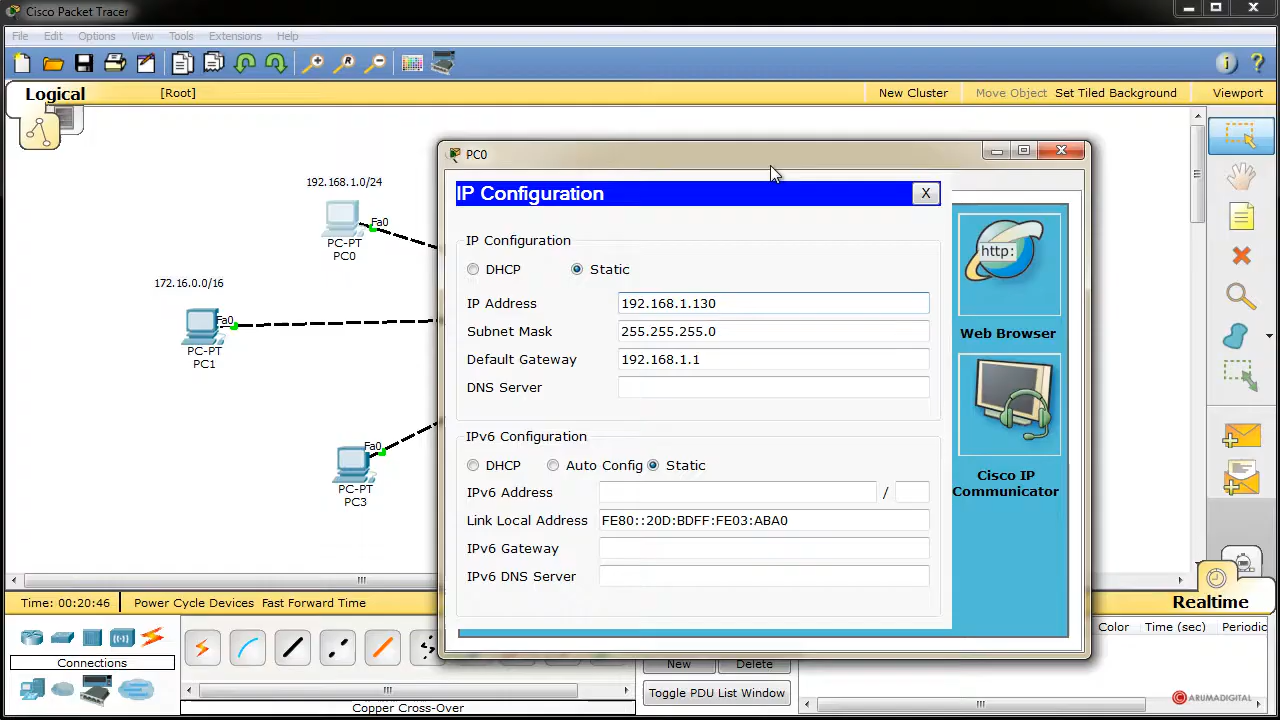 Cisco Packet Tracer
File Edit Options View Tools Extensions Help
Logical
[Root]
New Cluster
Move Object
Set Tiled Background
Viewport
192.168.1.0/24
Fa0
PC-PT
PC0
172.16.0.0/16
Fa0
PC-PT
PC1
Fa0
PC-PT
PC3
PC0
IP Configuration
X
IP Configuration
DHCP Static
IP Address 192.168.1.130
Subnet Mask 255.255.255.0
Default Gateway 192.168.1.1
DNS Server
IPv6 Configuration
DHCP Auto Config Static
IPv6 Address /
Link Local Address FE80::20D:BDFF:FE03:ABA0
IPv6 Gateway
IPv6 DNS Server
http:
Web Browser
Cisco IP
Communicator
Time: 00:20:46 Power Cycle Devices Fast Forward Time
Realtime
Connections
Copper Cross-Over
New Delete
Toggle PDU List Window
Color Time (sec) Periodic
CARUMADIGITAL